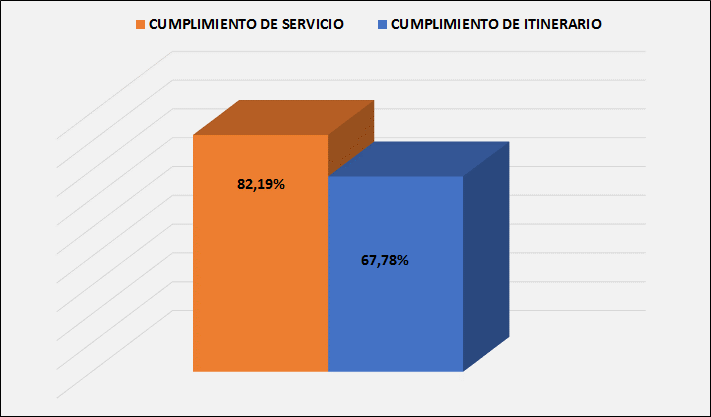 CUMPLIMIENTO DE SERVICIO CUMPLIMIENTO DE ITINERARIO
82,19%
67,78%